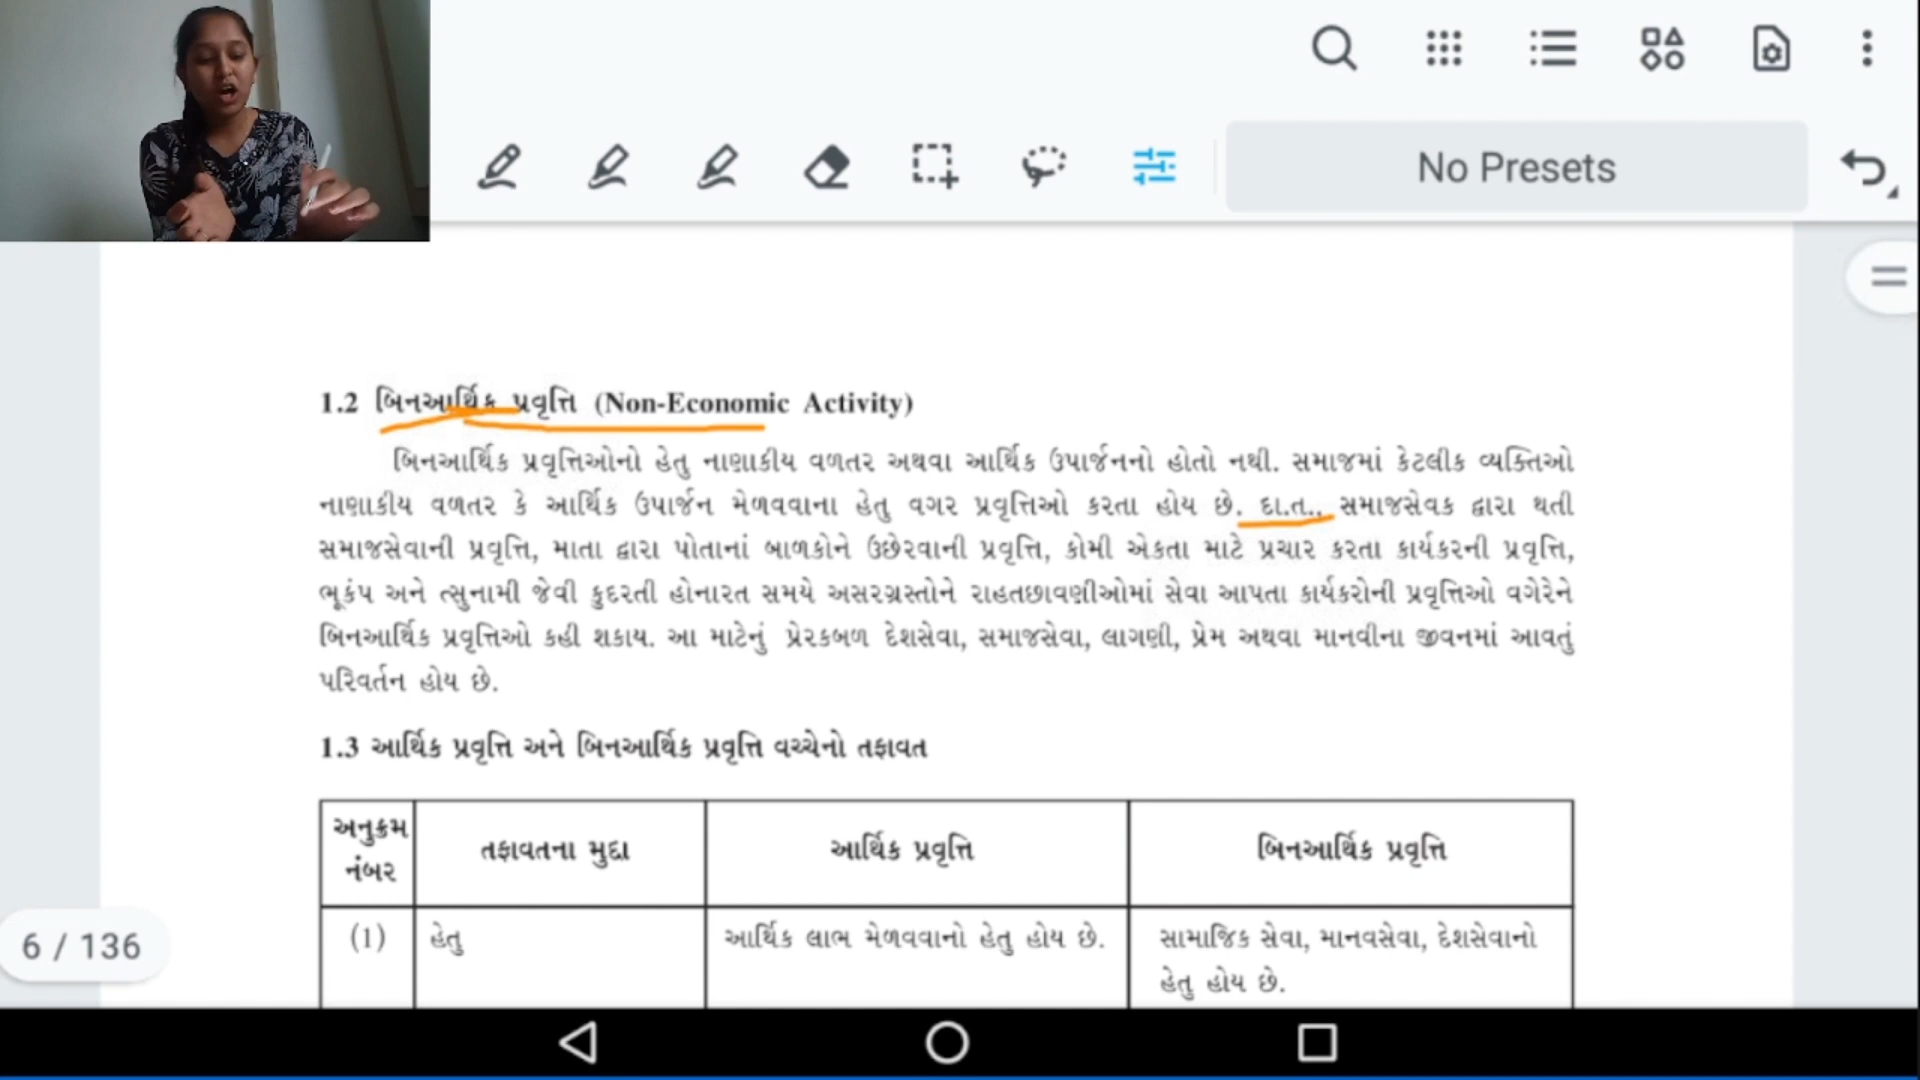 No Presets
1.2 બિનઆર્થિક પ્રવૃત્તિ (Non-Economic Activity)
બિનઆર્થિક પ્રવૃત્તિઓનો હેતુ નાણાકીય વળતર અથવા આર્થિક ઉપાર્જનનો હોતો નથી. સમાજમાં કેટલીક વ્યક્તિઓ
નાણાકીય વળતર કે આર્થિક ઉપાર્જન મેળવવાના હેતુ વગર પ્રવૃત્તિઓ કરતા હોય છે. દા.ત., સમાજસેવક દ્વારા થતી
સમાજસેવાની પ્રવૃત્તિ, માતા દ્વારા પોતાનાં બાળકોને ઉછેરવાની પ્રવૃત્તિ, કોમી એકતા માટે પ્રચાર કરતા કાર્યકરની પ્રવૃત્તિ,
ભૂકંપ અને ત્સુનામી જેવી કુદરતી હોનારત સમયે અસરગ્રસ્તોને રાહતછાવણીઓમાં સેવા આપતા કાર્યકરોની પ્રવૃત્તિઓ વગેરેને
બિનઆર્થિક પ્રવૃત્તિઓ કહી શકાય. આ માટેનું પ્રેરકબળ દેશસેવા, સમાજસેવા, લાગણી, પ્રેમ અથવા માનવીના જીવનમાં આવતું
પરિવર્તન હોય છે.
1.3 આર્થિક પ્રવૃત્તિ અને બિનઆર્થિક પ્રવૃત્તિ વચ્ચેનો તફાવત
અનુક્રમ
નંબર
તફાવતના મુદ્દા
આર્થિક પ્રવૃત્તિ
બિનઆર્થિક પ્રવૃત્તિ
(1)
હેતુ
આર્થિક લાભ મેળવવાનો હેતુ હોય છે.
સામાજિક સેવા, માનવસેવા, દેશસેવાનો
હેતુ હોય છે.
6 / 136